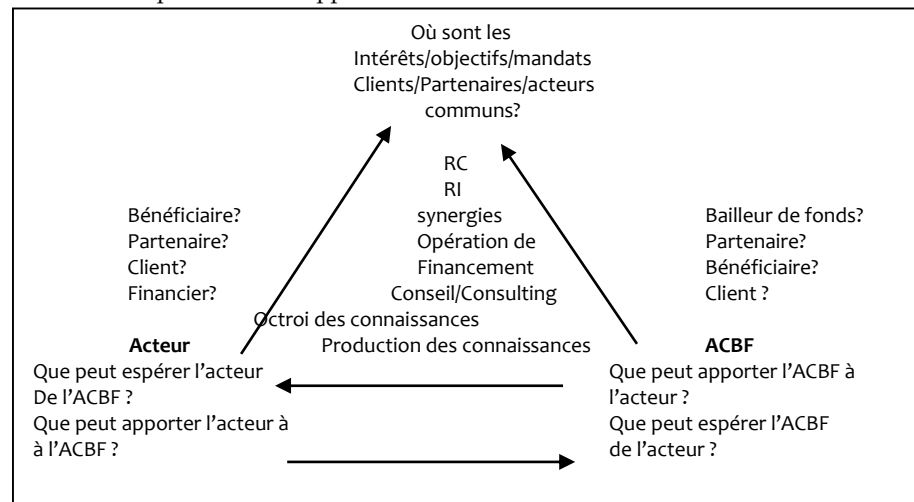 Où sont les
Intérêts/objectifs/mandats
Clients/Partenaires/acteurs
communs?
RC
RI
synergies
Opération de
Financement
Conseil/Consulting
Octroi des connaissances
Production des connaissances
Bénéficiaire?
Partenaire?
Client?
Financier?
Acteur
Que peut espérer l'acteur
De l'ACBF ?
Que peut apporter l'acteur à
à l'ACBF ?
Bailleur de fonds?
Partenaire?
Bénéficiaire?
Client ?
ACBF
Que peut apporter l'ACBF à
l'acteur ?
Que peut espérer l'ACBF
de l'acteur ?